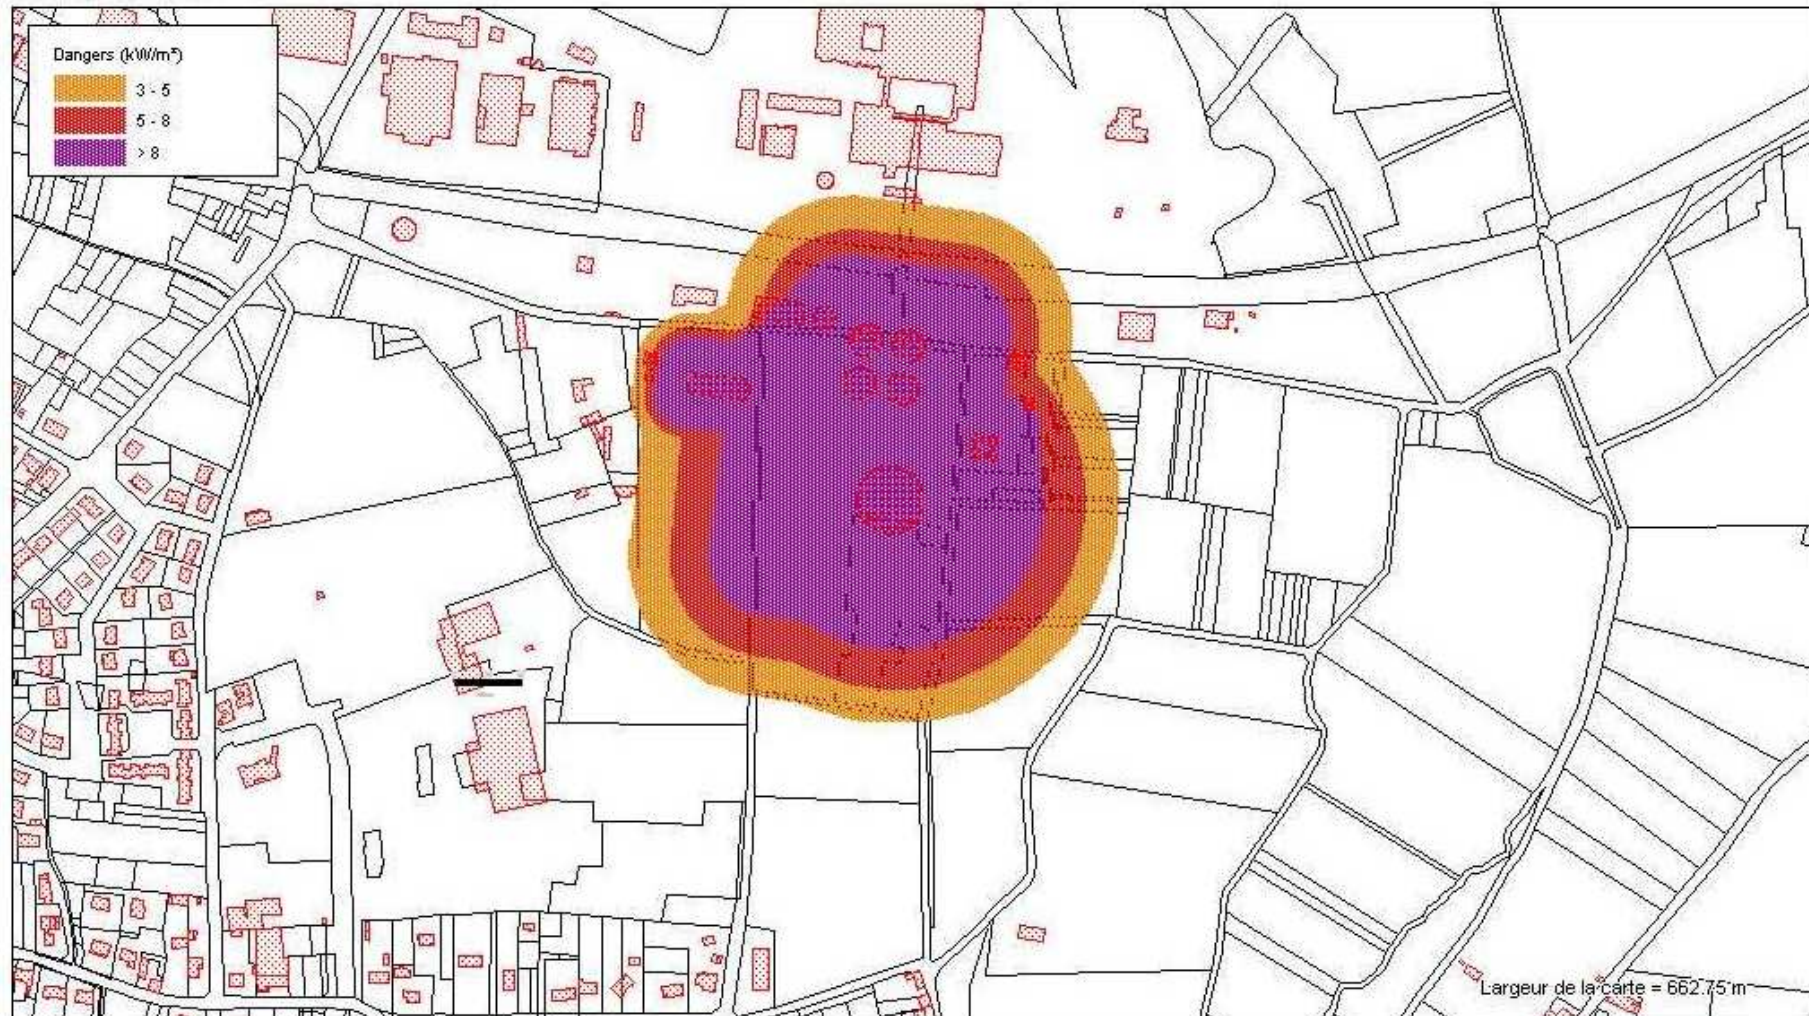 Dangers (kW/m²)
3 - 5
5 - 8
> 8
Largeur de la carte = 662.75 m